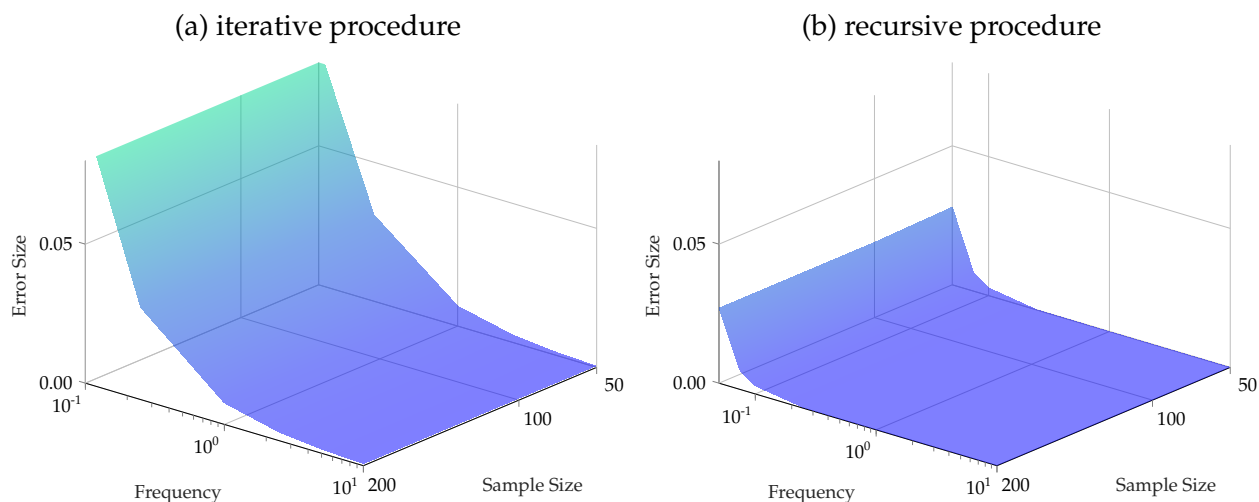 (a) iterative procedure
0.05
0.00
Error Size
10⁻¹
10⁰
10¹
Frequency
200
100
50
Sample Size
(b) recursive procedure
0.05
0.00
Error Size
10⁻¹
10⁰
10¹
Frequency
200
100
50
Sample Size